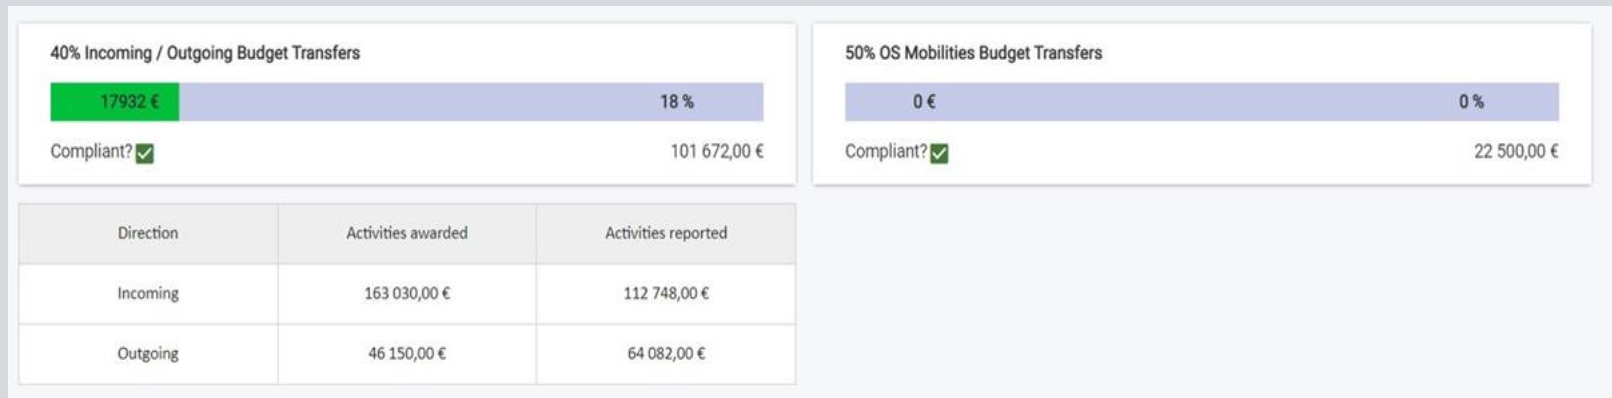 40% Incoming / Outgoing Budget Transfers
17932 € 18 %
Compliant? 101 672,00 €
50% OS Mobilities Budget Transfers
0 € 0 %
Compliant? 22 500,00 €
Direction Activities awarded Activities reported
Incoming 163 030,00 € 112 748,00 €
Outgoing 46 150,00 € 64 082,00 €